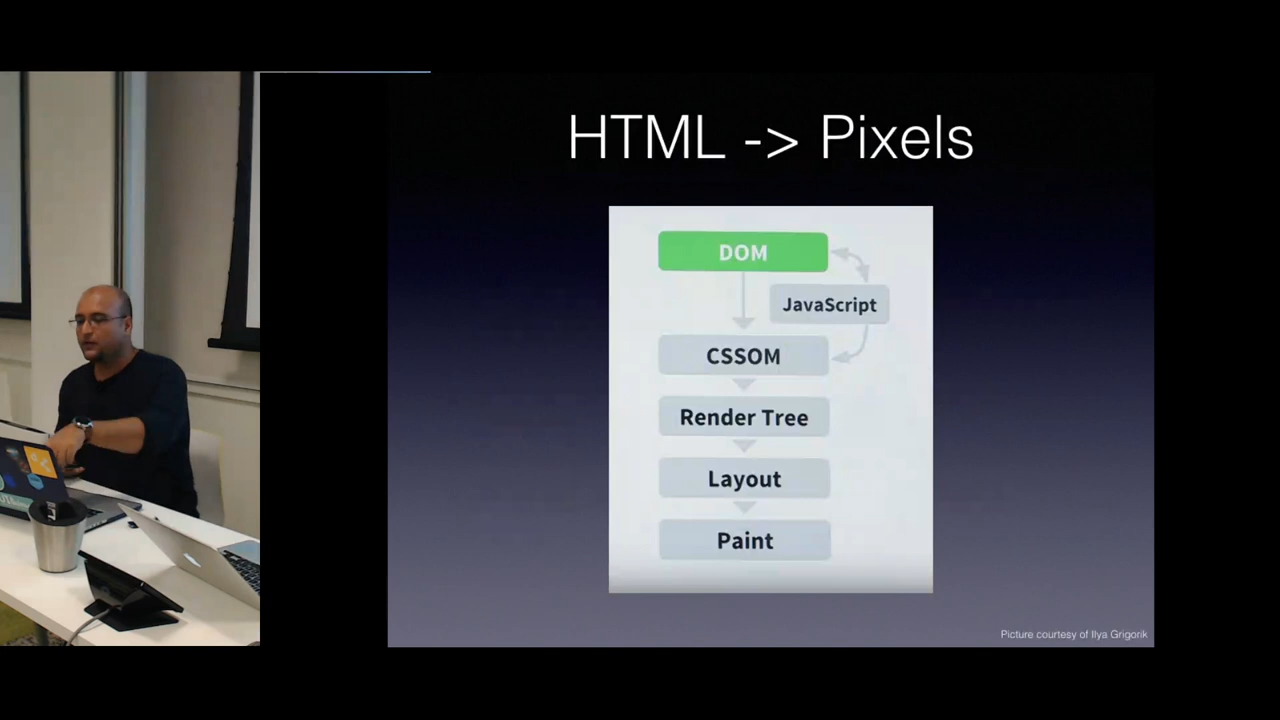 HTML -> Pixels
DOM
JavaScript
CSSOM
Render Tree
Layout
Paint
Picture courtesy of Ilya Grigorik